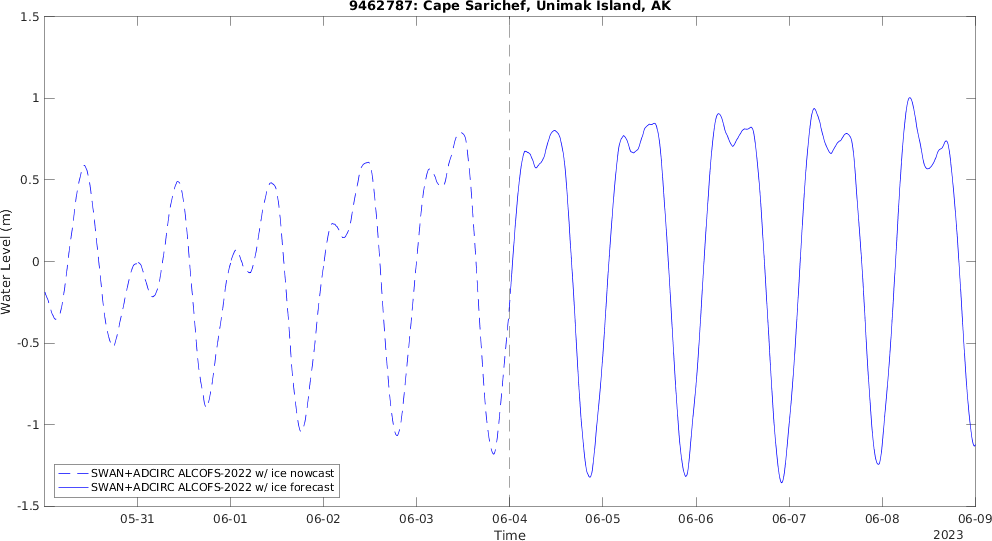 9462787: Cape Sarichef, Unimak Island, AK
1.5
1
0.5
0
-0.5
-1
-1.5
Water Level (m)
SWAN+ADCIRC ALCOFS-2022 w/ ice nowcast
SWAN+ADCIRC ALCOFS-2022 w/ ice forecast
05-31 06-01 06-02 06-03 06-04 06-05 06-06 06-07 06-08 06-09
Time
2023